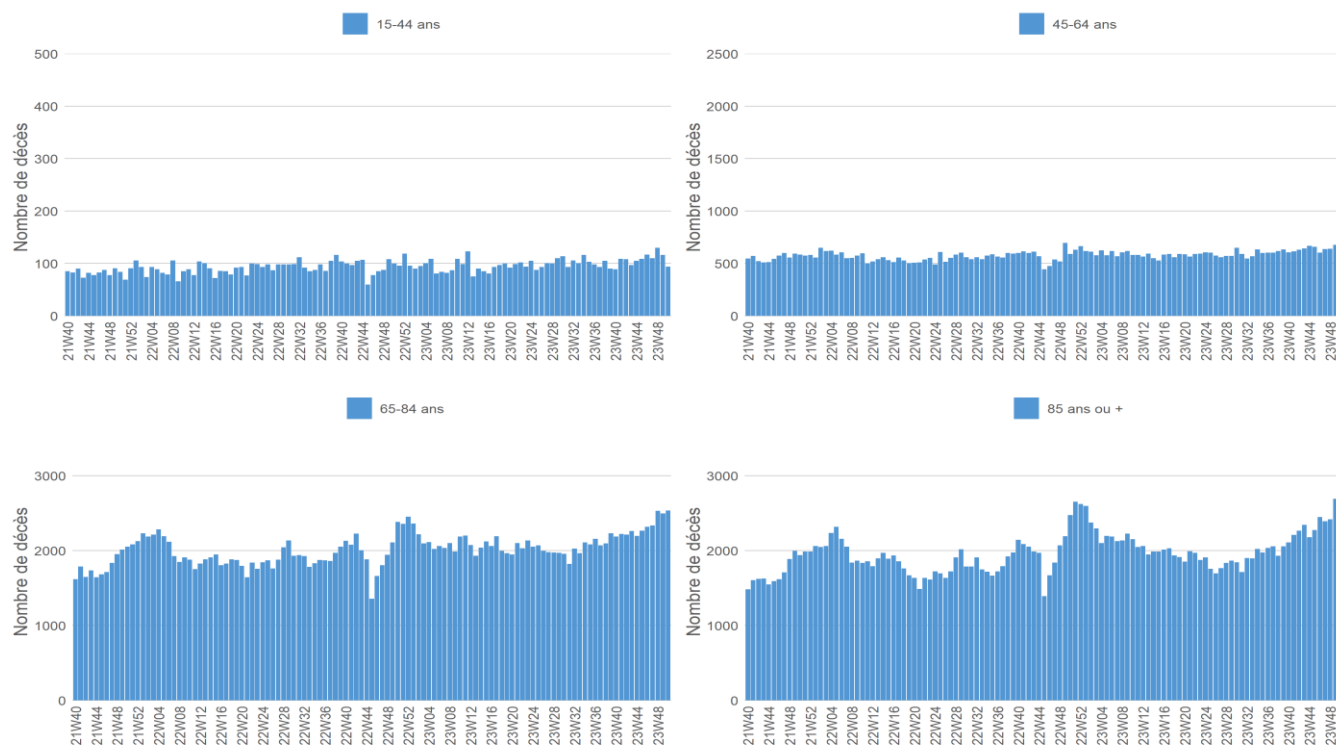 15-44 ans
Nombre de décès
500
400
300
200
100
0
21W40
21W44
21W48
21W52
22W04
22W08
22W12
22W16
22W20
22W24
22W28
22W32
22W36
22W40
22W44
22W48
22W52
23W04
23W08
23W12
23W16
23W20
23W24
23W28
23W32
23W36
23W40
23W44
23W48
45-64 ans
Nombre de décès
2500
2000
1500
1000
500
0
21W40
21W44
21W48
21W52
22W04
22W08
22W12
22W16
22W20
22W24
22W28
22W32
22W36
22W40
22W44
22W48
22W52
23W04
23W08
23W12
23W16
23W20
23W24
23W28
23W32
23W36
23W40
23W44
23W48
65-84 ans
Nombre de décès
3000
2000
1000
0
21W40
21W44
21W48
21W52
22W04
22W08
22W12
22W16
22W20
22W24
22W28
22W32
22W36
22W40
22W44
22W48
22W52
23W04
23W08
23W12
23W16
23W20
23W24
23W28
23W32
23W36
23W40
23W44
23W48
85 ans ou +
Nombre de décès
3000
2000
1000
0
21W40
21W44
21W48
21W52
22W04
22W08
22W12
22W16
22W20
22W24
22W28
22W32
22W36
22W40
22W44
22W48
22W52
23W04
23W08
23W12
23W16
23W20
23W24
23W28
23W32
23W36
23W40
23W44
23W48